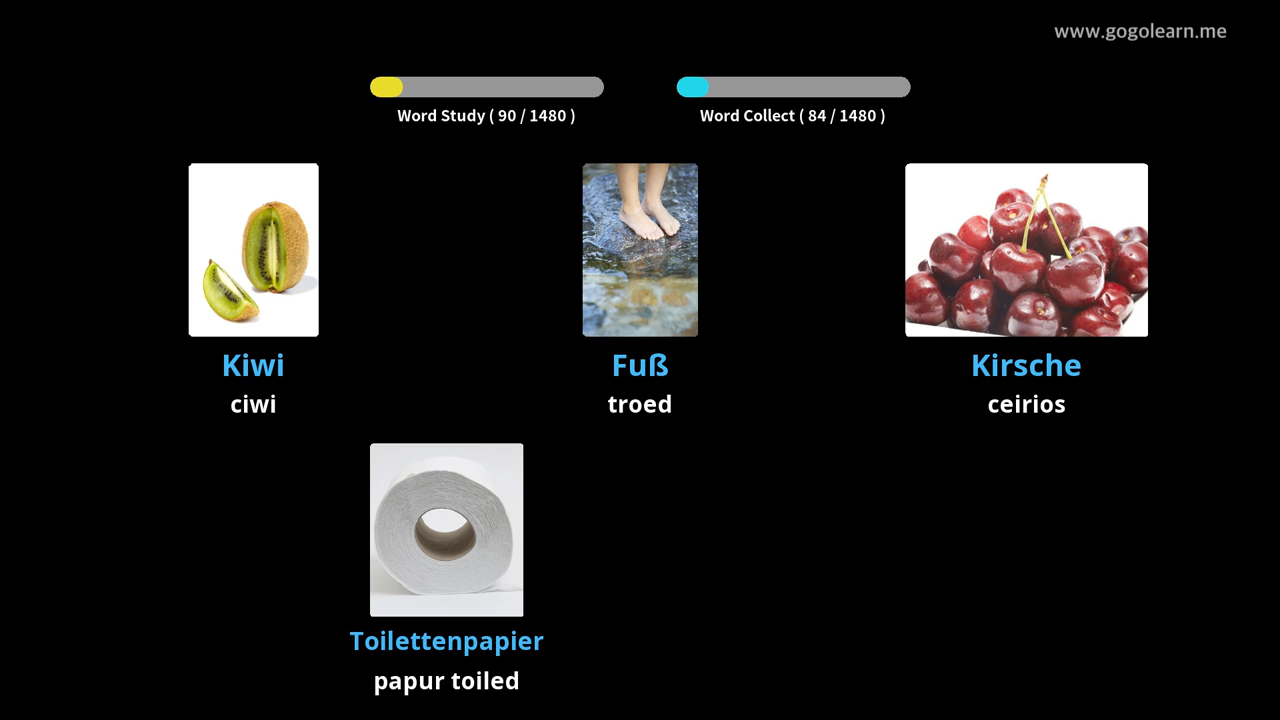 www.gogolearn.me
Word Study ( 90 / 1480 )
Word Collect ( 84 / 1480 )
Kiwi
ciwi
Fuß
troed
Kirsche
ceirios
Toilettenpapier
papur toiled